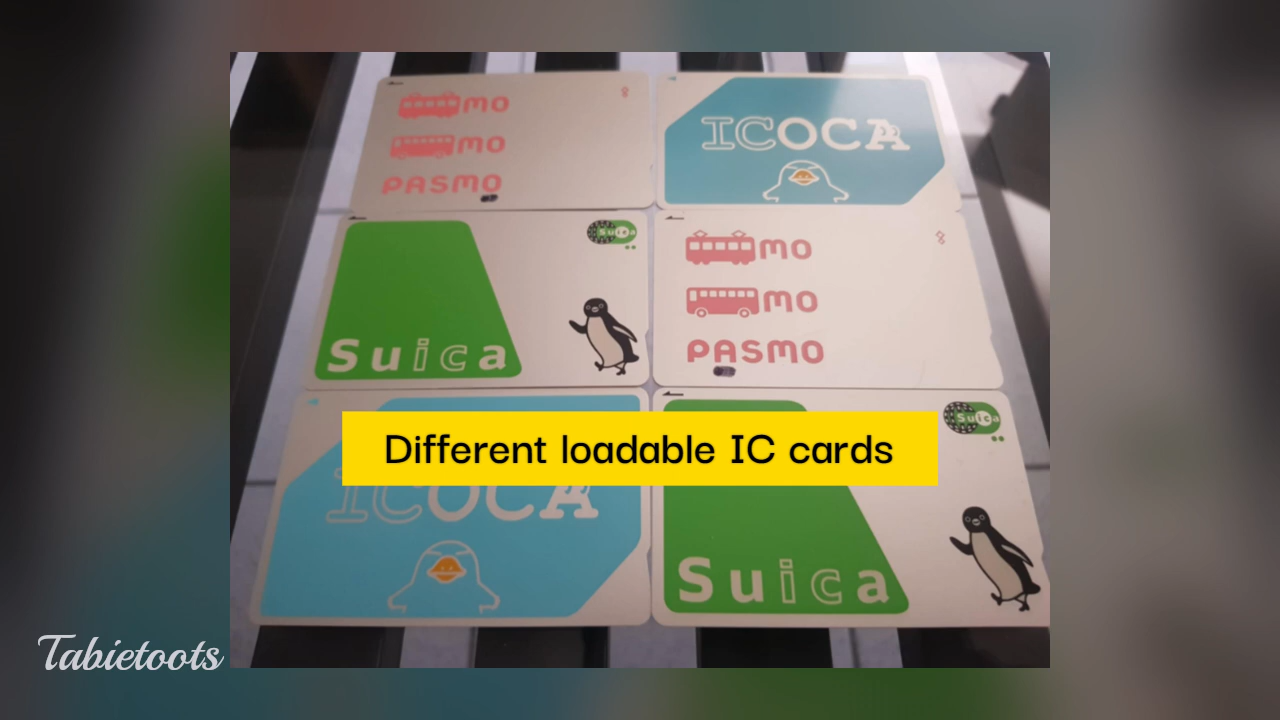 mo
mo
PASMO
ICOCA
Suica
Suica
mo
mo
PASMO
Different loadable IC cards
ICOCA
Suica
Suica
Tabietoots